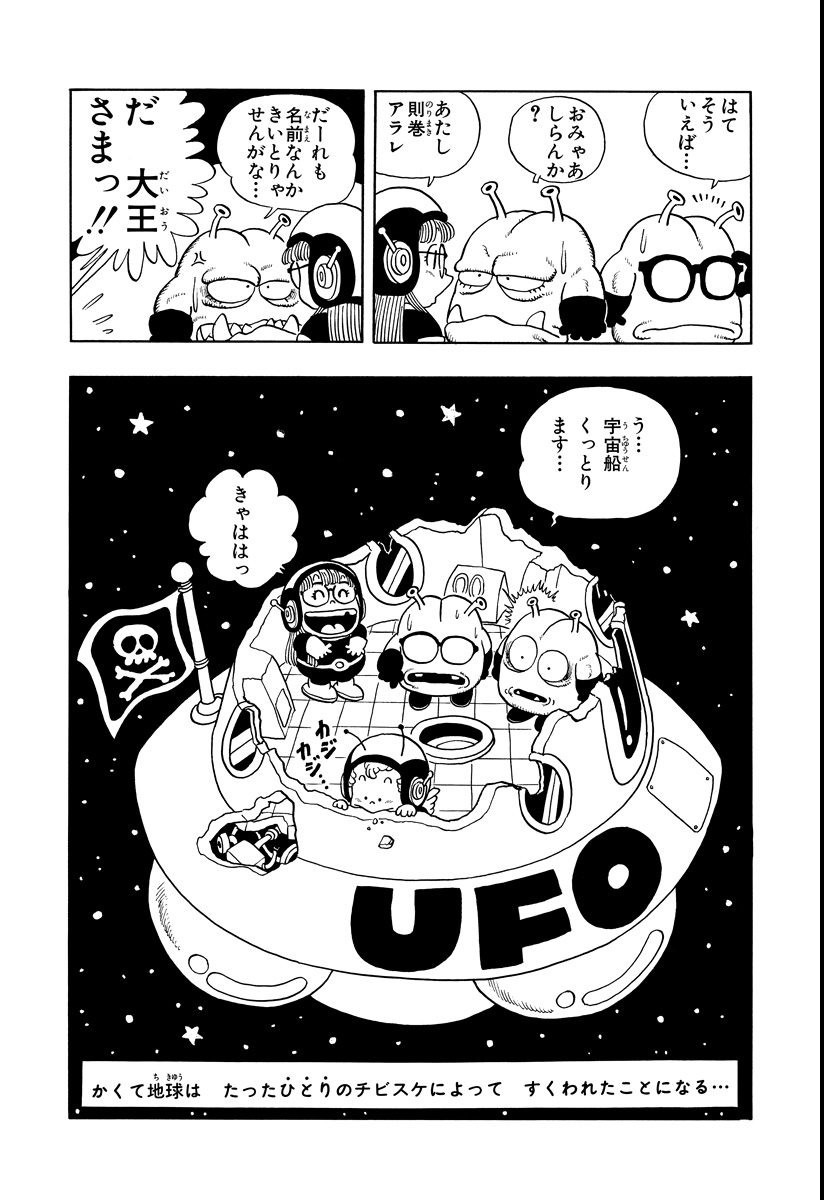 はて
そう
いえば…
おみゃあ
しらんか
?
あたし
則巻
アラレ
だーれも
名前なんか
きいとりゃ
せんがな…
だ 大王
さまっ!!
う…
宇宙船
くっとり
ます…
きゃははっ
カジ
カジ…
UFO
かくて地球は たったひとりのチビスケによって すくわれたことになる…